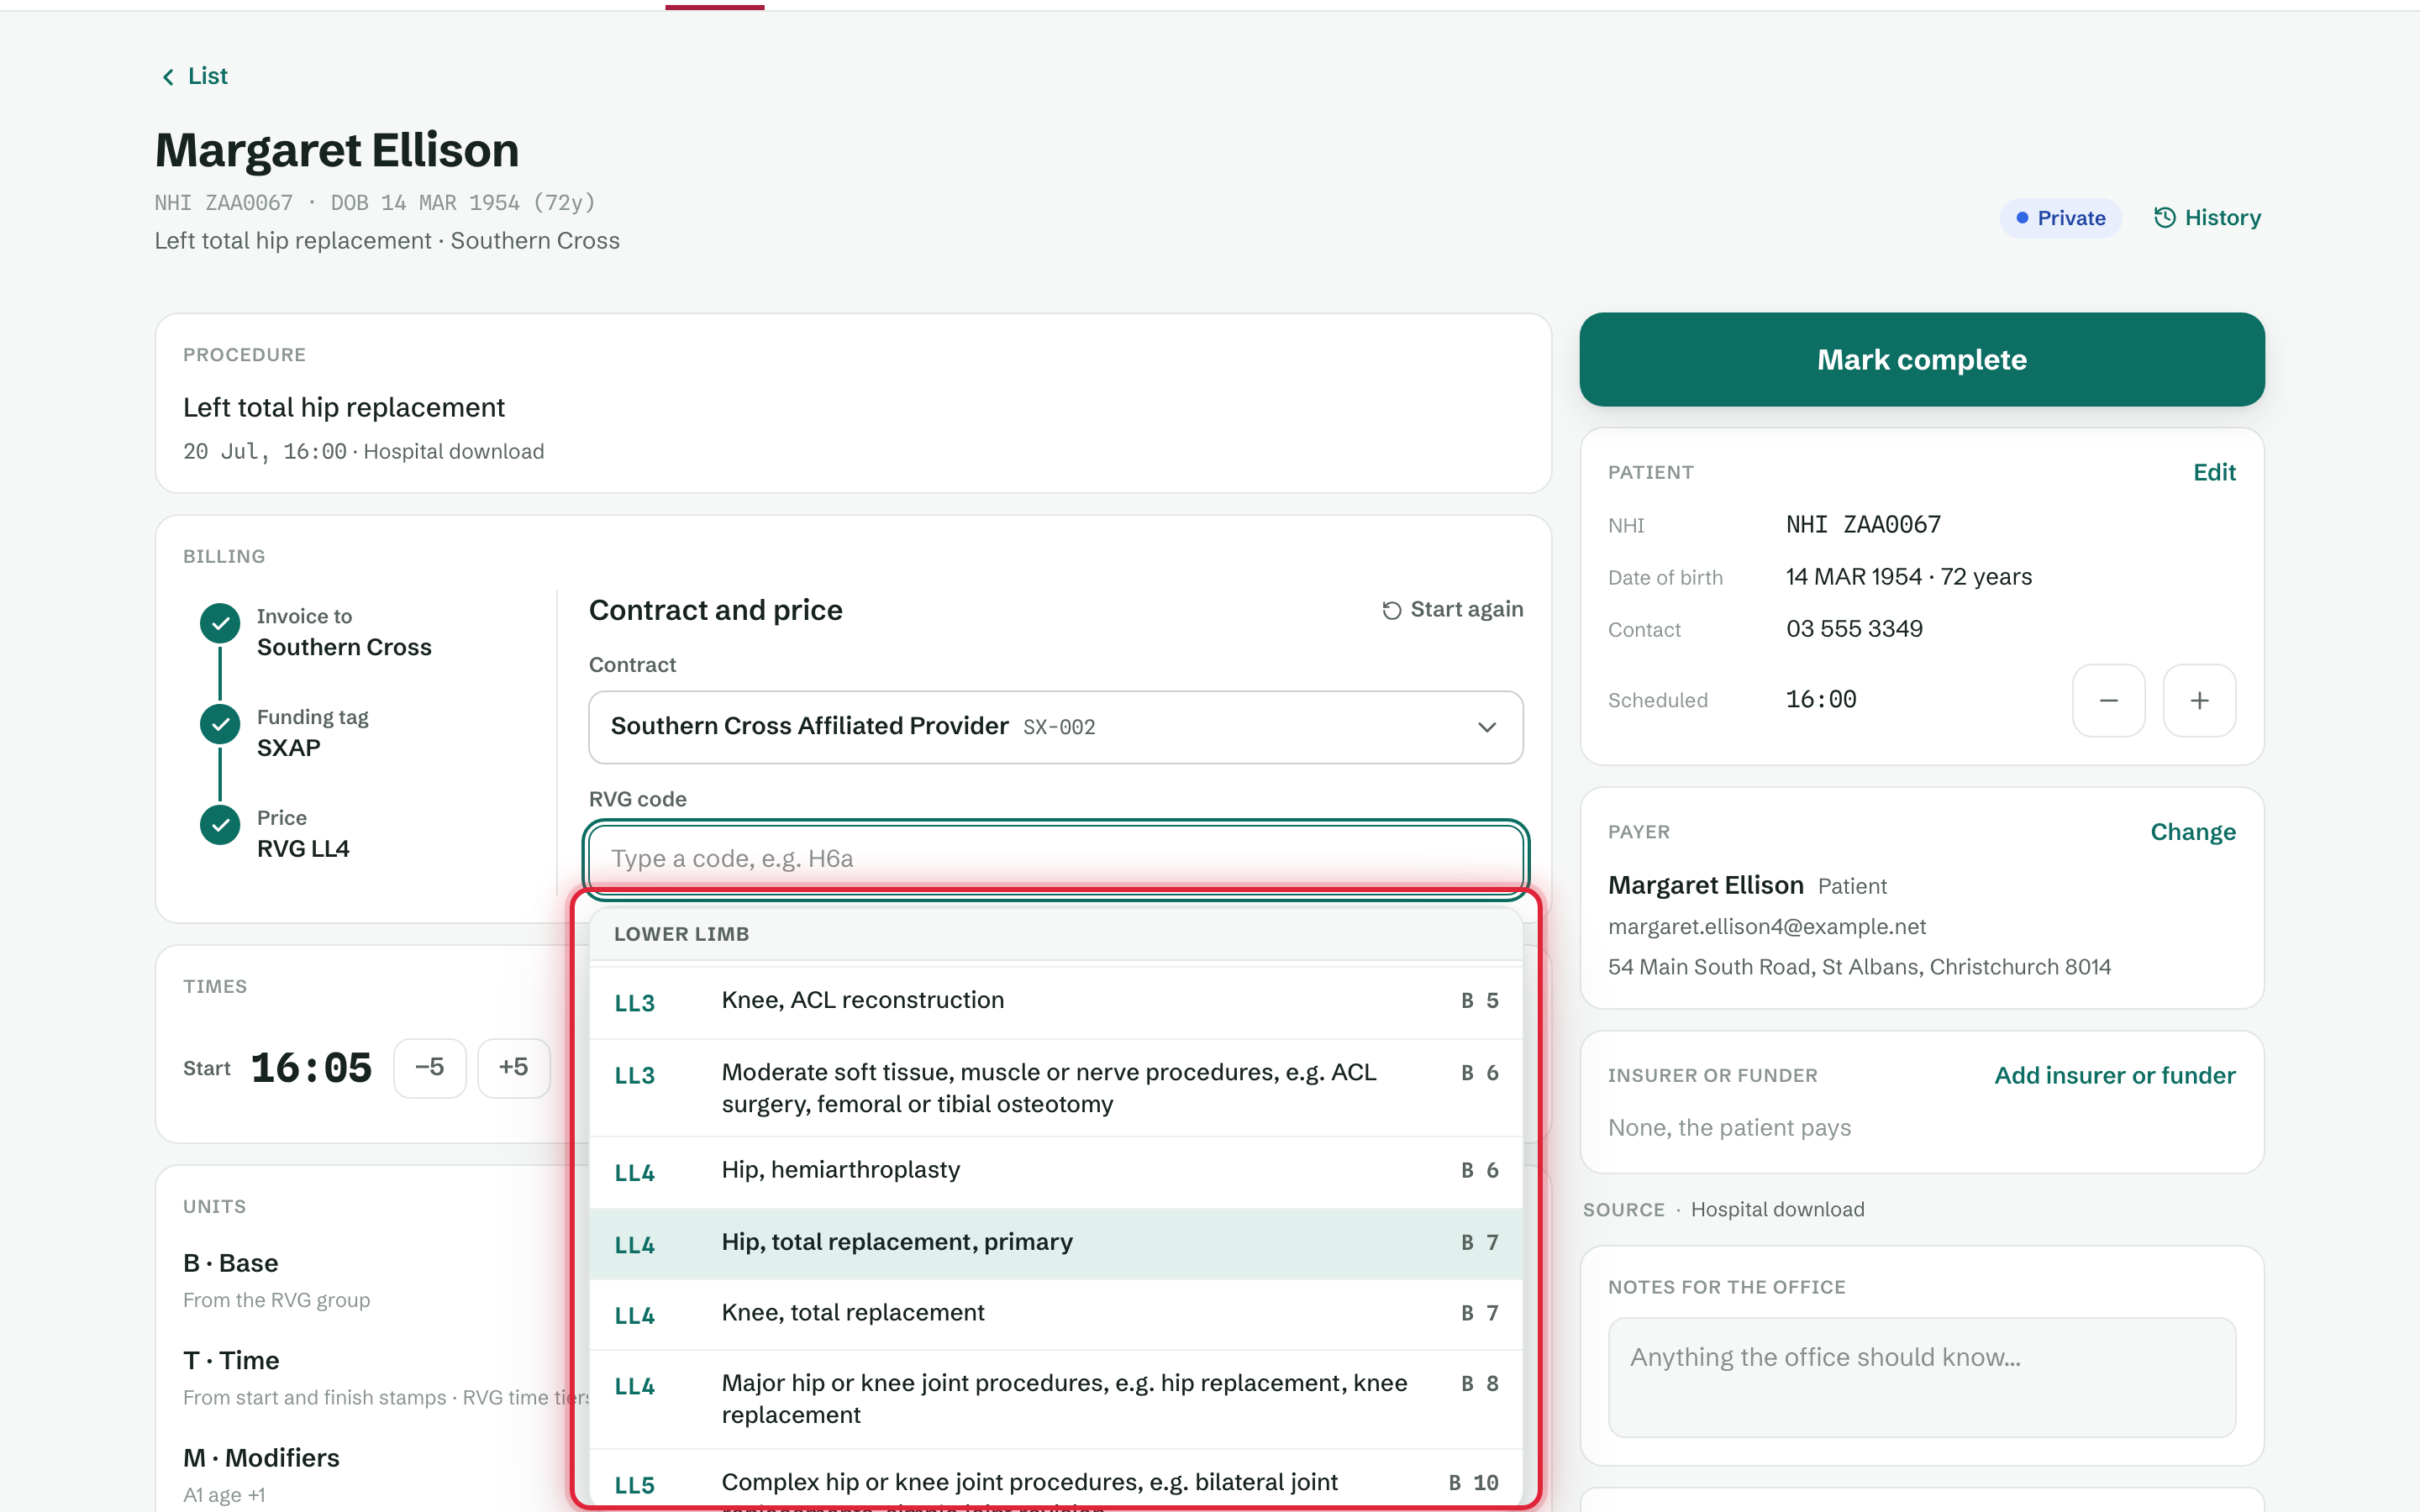 List
Margaret Ellison
NHI ZAA0067 · DOB 14 MAR 1954 (72y)
Left total hip replacement · Southern Cross
Private
History
PROCEDURE
Left total hip replacement
20 Jul, 16:00 · Hospital download
BILLING
Invoice to
Southern Cross
Funding tag
SXAP
Price
RVG LL4
Contract and price
Start again
Contract
Southern Cross Affiliated Provider SX-002
RVG code
Type a code, e.g. H6a
LOWER LIMB
LL3 Knee, ACL reconstruction B 5
LL3 Moderate soft tissue, muscle or nerve procedures, e.g. ACL B 6
surgery, femoral or tibial osteotomy
LL4 Hip, hemiarthroplasty B 6
LL4 Hip, total replacement, primary B 7
LL4 Knee, total replacement B 7
LL4 Major hip or knee joint procedures, e.g. hip replacement, knee B 8
replacement
LL5 Complex hip or knee joint procedures, e.g. bilateral joint B 10
TIMES
Start 16:05 −5 +5
UNITS
B · Base
From the RVG group
T · Time
From start and finish stamps · RVG time
M · Modifiers
A1 age +1
Mark complete
PATIENT
Edit
NHI NHI ZAA0067
Date of birth 14 MAR 1954 · 72 years
Contact 03 555 3349
Scheduled 16:00 − +
PAYER
Change
Margaret Ellison Patient
margaret.ellison4@example.net
54 Main South Road, St Albans, Christchurch 8014
INSURER OR FUNDER
Add insurer or funder
None, the patient pays
SOURCE · Hospital download
NOTES FOR THE OFFICE
Anything the office should know...